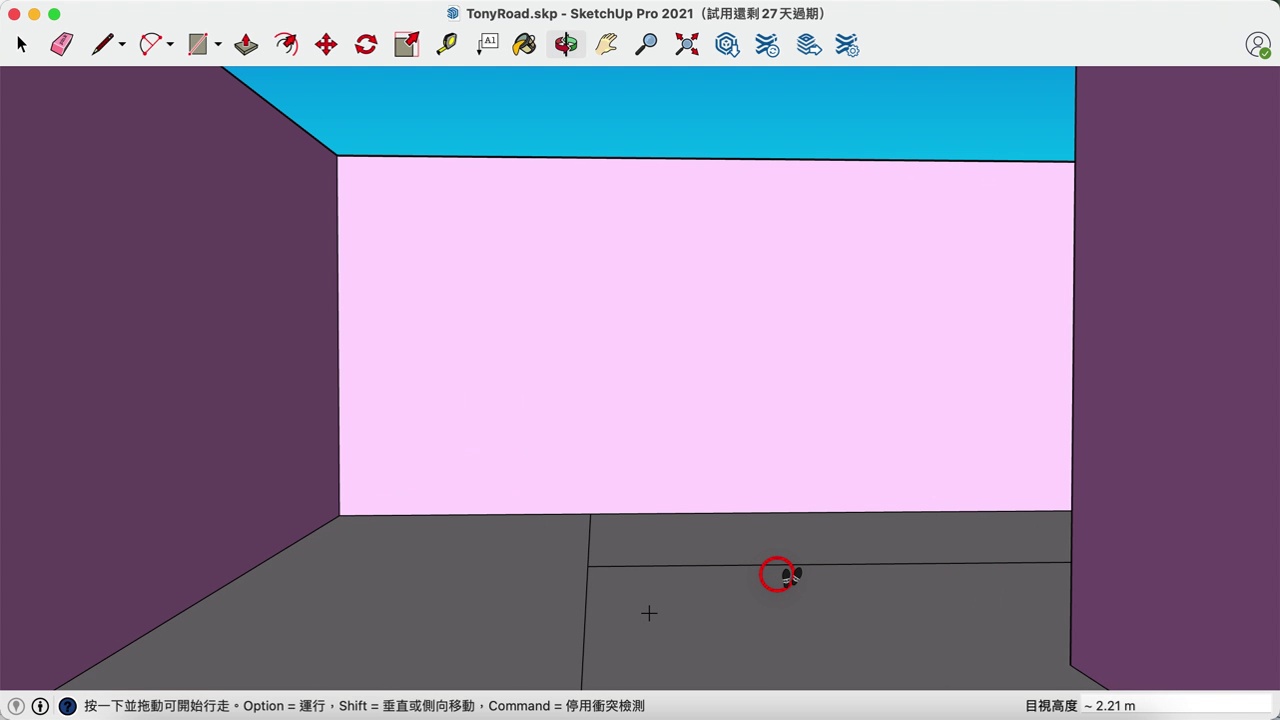 TonyRoad.skp - SketchUp Pro 2021（試用還剩 27 天過期）
A1
按一下並拖動可開始行走。Option = 運行，Shift = 垂直或側向移動，Command = 停用衝突檢測
目視高度 ~ 2.21 m